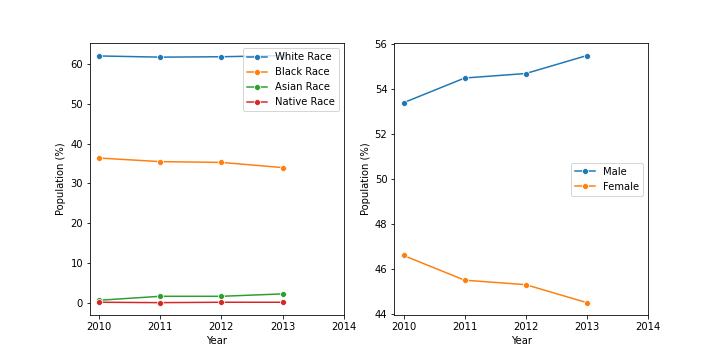 60
50
40
30
20
10
0
Population (%)
2010 2011 2012 2013 2014
Year
White Race
Black Race
Asian Race
Native Race
56
54
52
50
48
46
44
Population (%)
2010 2011 2012 2013 2014
Year
Male
Female